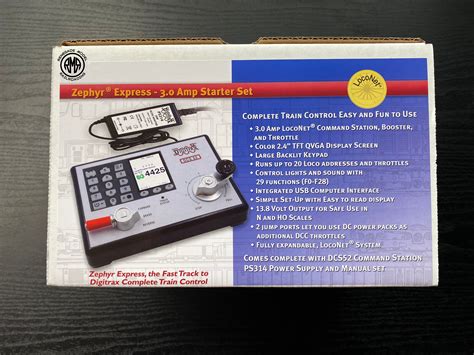 RMA
Zephyr® Express - 3.0 Amp Starter Set
LOCONET®
COMPLETE TRAIN CONTROL EASY AND FUN TO USE
• 3.0 AMP LOCONET® COMMAND STATION, BOOSTER,
AND THROTTLE
• COLOR 2.4" TFT QVGA DISPLAY SCREEN
• LARGE BACKLIT KEYPAD
• RUNS UP TO 20 LOCO ADDRESSES AND THROTTLES
• CONTROL LIGHTS AND SOUND WITH
29 FUNCTIONS (F0-F28)
• INTEGRATED USB COMPUTER INTERFACE
• SIMPLE SET-UP WITH EASY TO READ DISPLAY
• 13.8 VOLT OUTPUT FOR SAFE USE IN
N AND HO SCALES
• 2 JUMP PORTS LET YOU USE DC POWER PACKS AS
ADDITIONAL DCC THROTTLES
• FULLY EXPANDABLE, LOCONET® SYSTEM
COMES COMPLETE WITH DCS52 COMMAND STATION
PS314 POWER SUPPLY AND MANUAL SET.
4425
Zephyr Express, the Fast Track to
Digitrax Complete Train Control